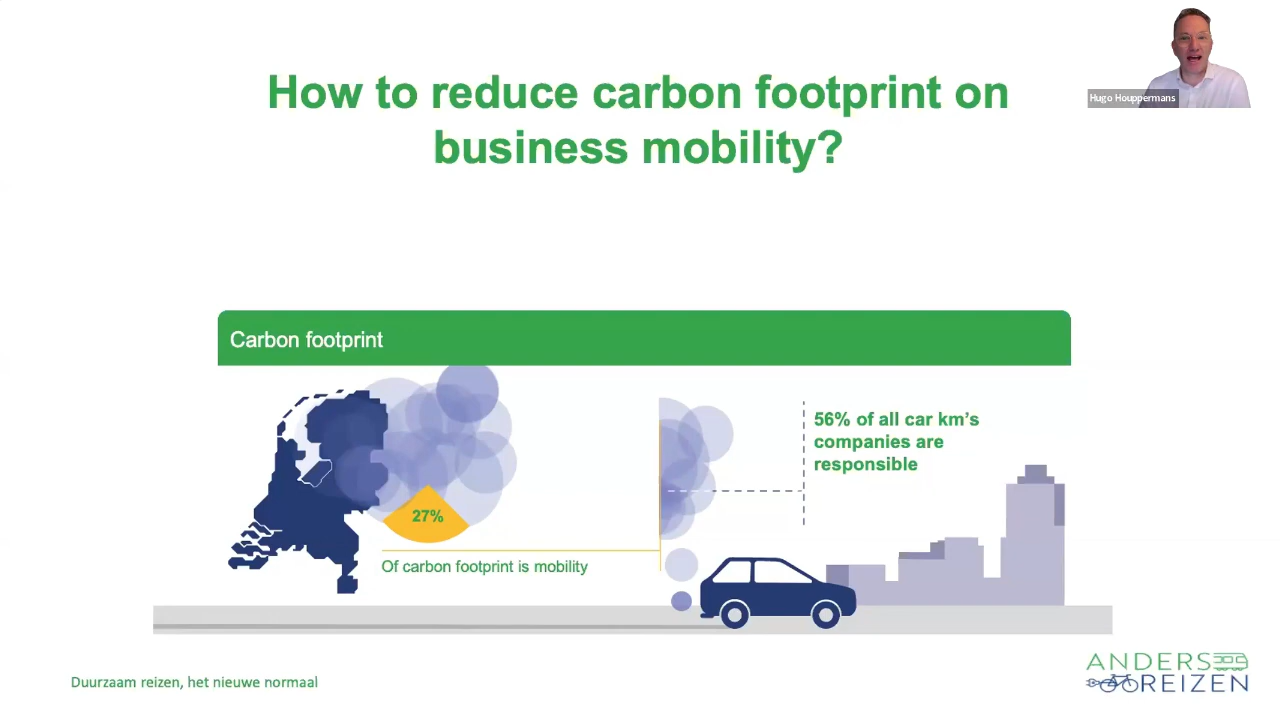 How to reduce carbon footprint on
business mobility?
Hugo Houppermans
Carbon footprint
56% of all car km's
companies are
responsible
27%
Of carbon footprint is mobility
Duurzaam reizen, het nieuwe normaal
ANDERS
REIZEN